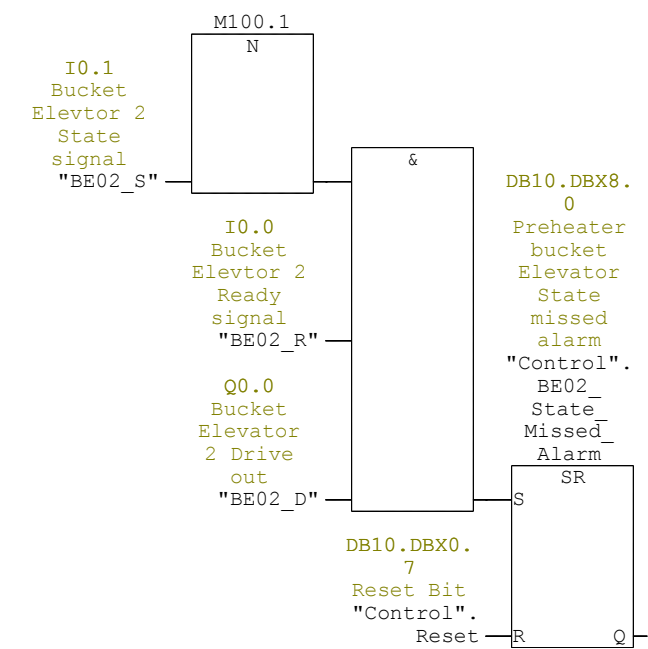 M100.1
N
I0.1
Bucket
Elevtor 2
State
signal
"BE02_S"
&
I0.0
Bucket
Elevtor 2
Ready
signal
"BE02_R"
Q0.0
Bucket
Elevator
2 Drive
out
"BE02_D"
DB10.DBX8.
0
Preheater
bucket
Elevator
State
missed
alarm
"Control".
BE02_
State_
Missed_
Alarm
SR
S
DB10.DBX0.
7
Reset Bit
"Control".
Reset
R
Q